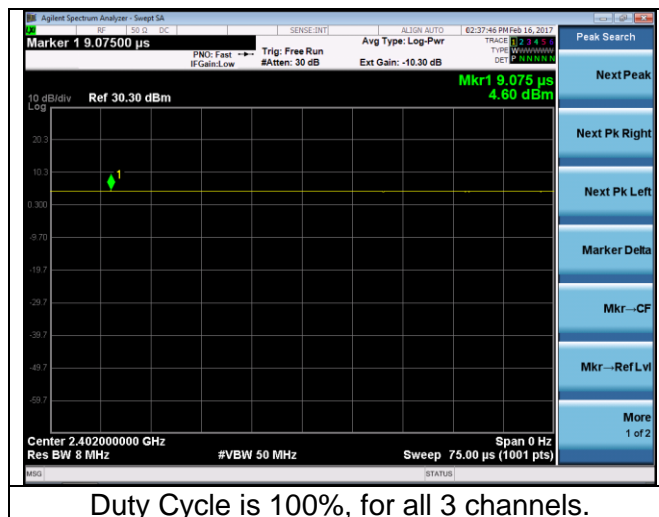 Agilent Spectrum Analyzer - Swept SA
RF 50 Ω DC SENSE:INT ALIGN AUTO 02:37:46 PM Feb 16, 2017
Marker 1 9.07500 µs
PNO: Fast Trig: Free Run Avg Type: Log-Pwr TRACE 1 2 3 4 5 6
TYPE WWWWWW
IFGain:Low #Atten: 30 dB Ext Gain: -10.30 dB DET P N N N N N
Peak Search
Mkr1 9.075 µs
4.60 dBm
10 dB/div Ref 30.30 dBm
Log
20.3
10.3
1
0.300
-9.70
-19.7
-29.7
-39.7
-49.7
-59.7
Center 2.402000000 GHz Span 0 Hz
Res BW 8 MHz #VBW 50 MHz Sweep 75.00 µs (1001 pts)
MSG STATUS
Next Peak
Next Pk Right
Next Pk Left
Marker Delta
Mkr→CF
Mkr→Ref Lvl
More
1 of 2
Duty Cycle is 100%, for all 3 channels.